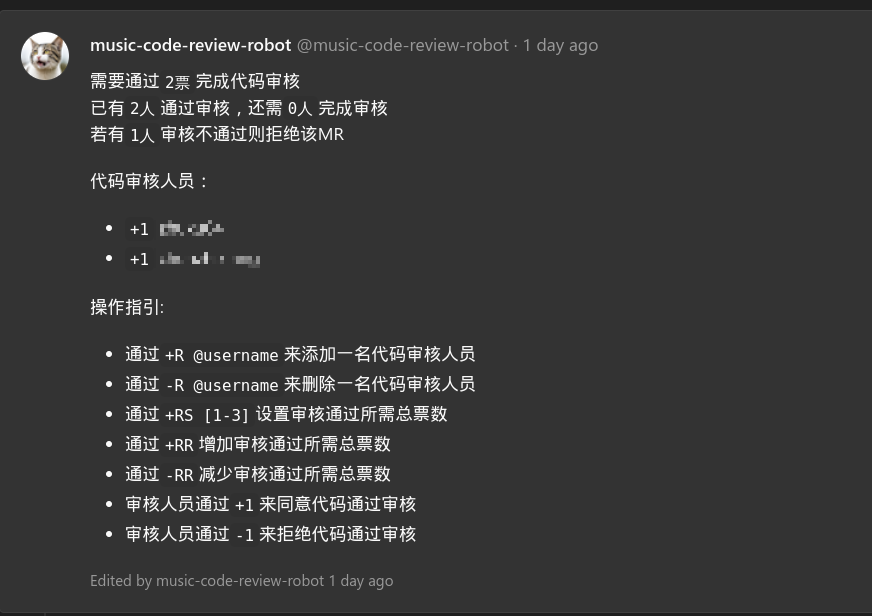 music-code-review-robot @music-code-review-robot · 1 day ago
需要通过 2票 完成代码审核
已有 2人 通过审核，还需 0人 完成审核
若有 1人 审核不通过则拒绝该MR
代码审核人员：
+1
+1
操作指引:
通过 +R @username 来添加一名代码审核人员
通过 -R @username 来删除一名代码审核人员
通过 +RS [1-3] 设置审核通过所需总票数
通过 +RR 增加审核通过所需总票数
通过 -RR 减少审核通过所需总票数
审核人员通过 +1 来同意代码通过审核
审核人员通过 -1 来拒绝代码通过审核
Edited by music-code-review-robot 1 day ago